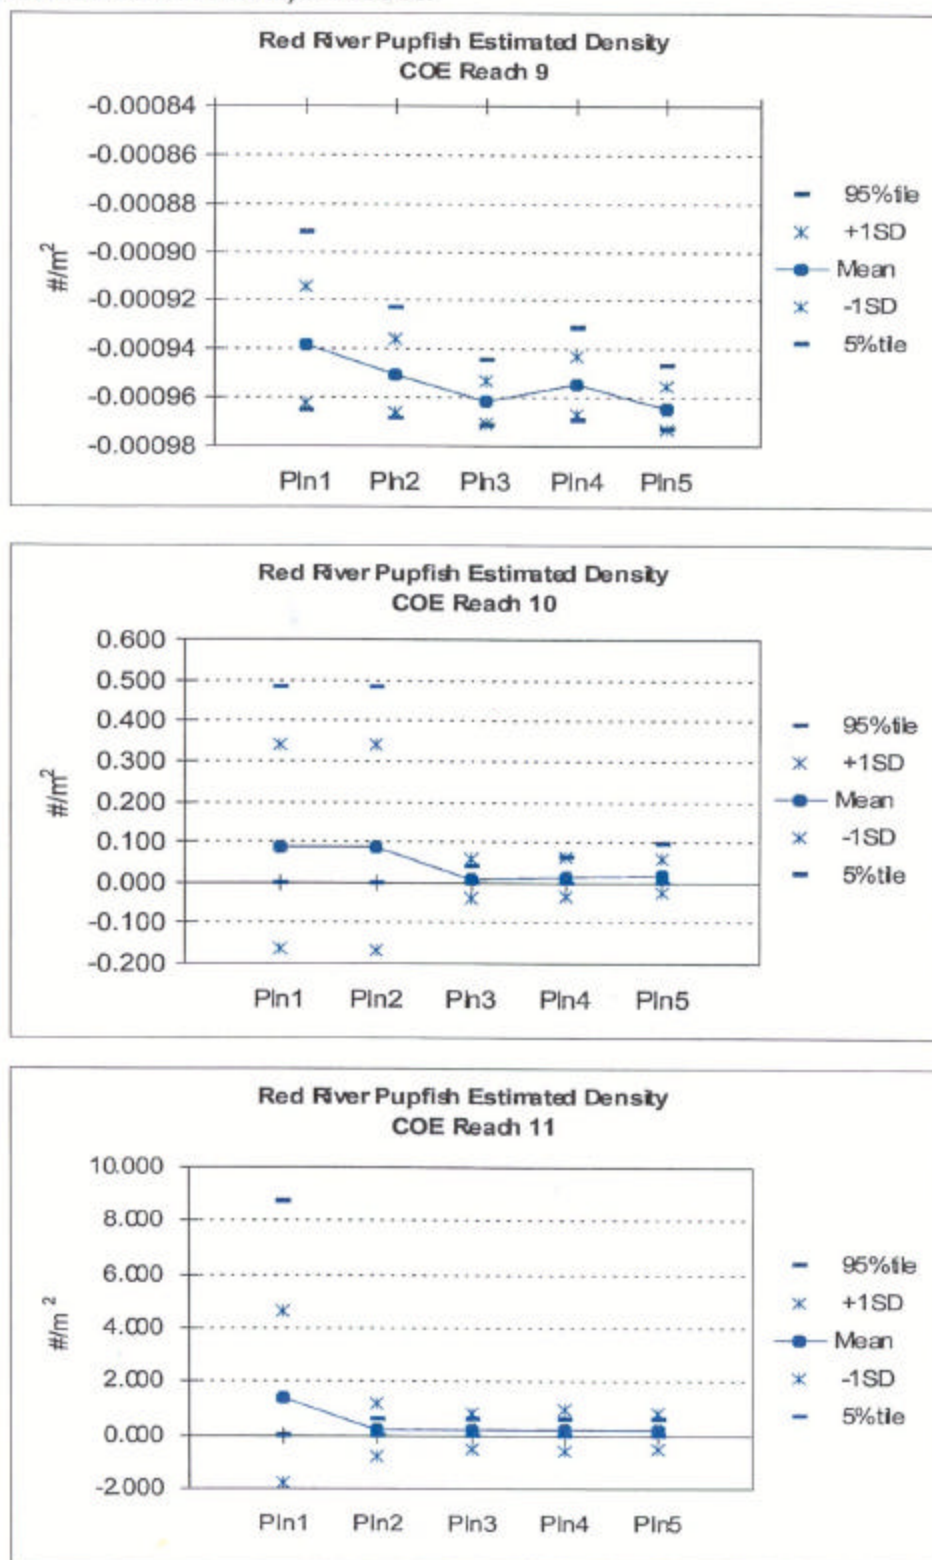 Red River Pupfish Estimated Density
COE Reach 9
-0.00084
-0.00086
-0.00088
-0.00090
-0.00092
-0.00094
-0.00096
-0.00098
#/m²
Pln1 Pln2 Pln3 Pln4 Pln5
95%tile
+1SD
Mean
-1SD
5%tile
Red River Pupfish Estimated Density
COE Reach 10
0.600
0.500
0.400
0.300
0.200
0.100
0.000
-0.100
-0.200
#/m²
Pln1 Pln2 Pln3 Pln4 Pln5
95%tile
+1SD
Mean
-1SD
5%tile
Red River Pupfish Estimated Density
COE Reach 11
10.000
8.000
6.000
4.000
2.000
0.000
-2.000
#/m²
Pln1 Pln2 Pln3 Pln4 Pln5
95%tile
+1SD
Mean
-1SD
5%tile